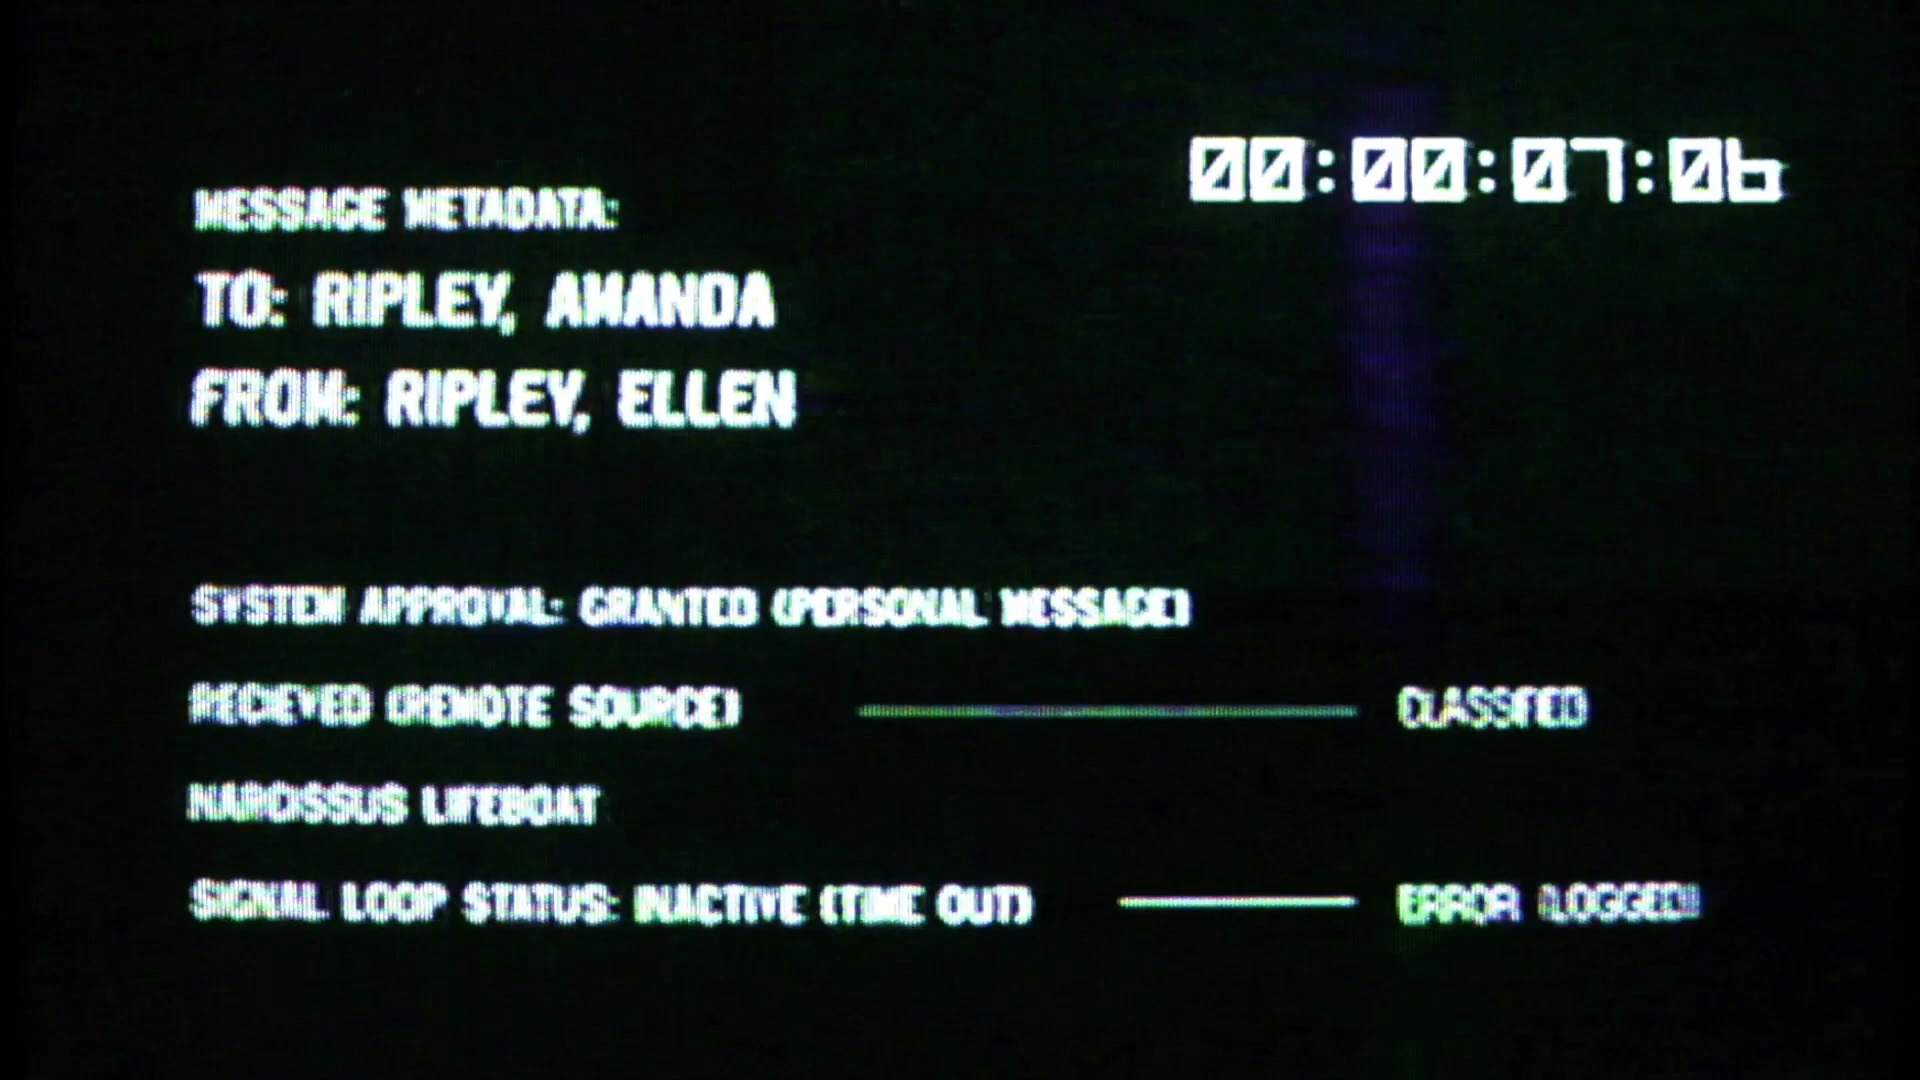 00:00:07:06
MESSAGE METADATA:
TO: RIPLEY, AMANDA
FROM: RIPLEY, ELLEN
SYSTEM APPROVAL: GRANTED (PERSONAL MESSAGE)
RECIEVED (REMOTE SOURCE) CLASSIFIED
NARCISSUS LIFEBOAT
SIGNAL LOOP STATUS: INACTIVE (TIME OUT) ERROR (LOGGED)